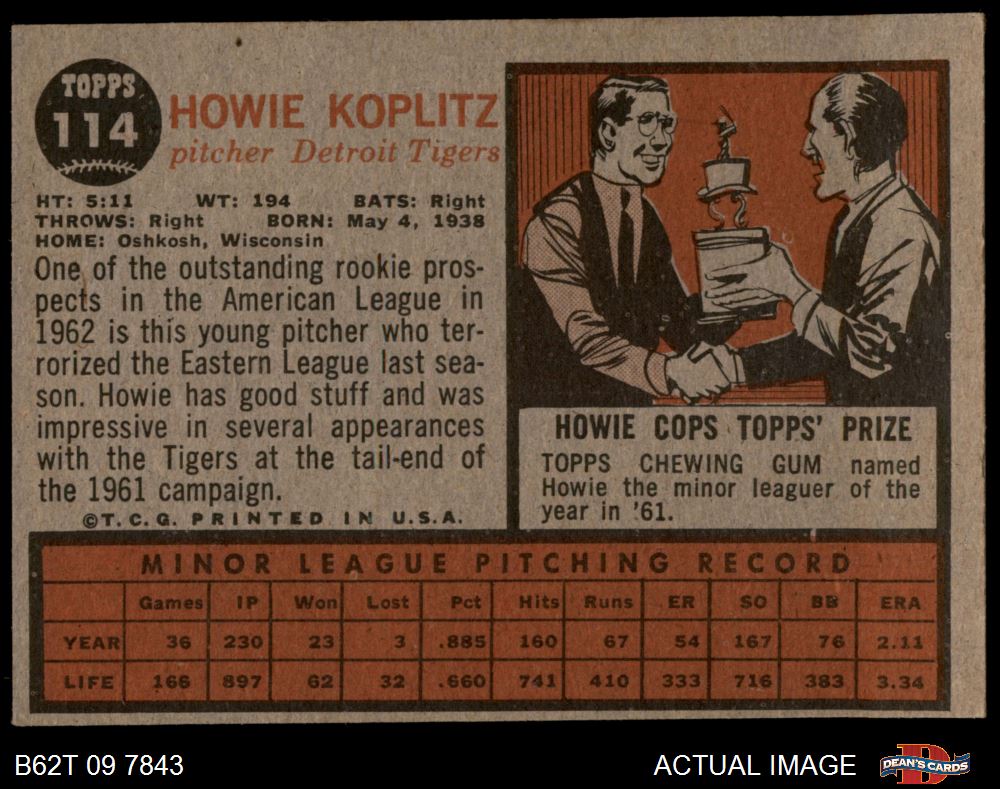 TOPPS
114
HOWIE KOPLITZ
pitcher Detroit Tigers
HT: 5:11 WT: 194 BATS: Right
THROWS: Right BORN: May 4, 1938
HOME: Oshkosh, Wisconsin
One of the outstanding rookie pros-
pects in the American League in
1962 is this young pitcher who ter-
rorized the Eastern League last sea-
son. Howie has good stuff and was
impressive in several appearances
with the Tigers at the tail-end of
the 1961 campaign.
©T.C.G. PRINTED IN U.S.A.
HOWIE COPS TOPPS' PRIZE
TOPPS CHEWING GUM named
Howie the minor leaguer of the
year in '61.
MINOR LEAGUE PITCHING RECORD
Games IP Won Lost Pct Hits Runs ER SO BB ERA
YEAR 36 230 23 3 .885 160 67 54 167 76 2.11
LIFE 166 897 62 32 .660 741 410 333 716 383 3.34
B62T 09 7843
ACTUAL IMAGE
D
DEAN'S CARDS